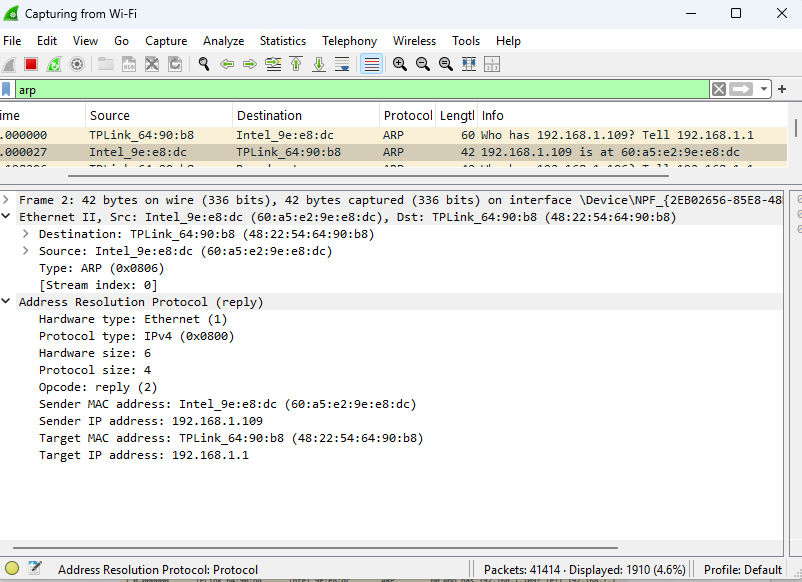 Capturing from Wi-Fi
File Edit View Go Capture Analyze Statistics Telephony Wireless Tools Help
arp
ime Source Destination Protocol Lengtl Info
.000000 TPLink_64:90:b8 Intel_9e:e8:dc ARP 60 Who has 192.168.1.109? Tell 192.168.1.1
.000027 Intel_9e:e8:dc TPLink_64:90:b8 ARP 42 192.168.1.109 is at 60:a5:e2:9e:e8:dc
Frame 2: 42 bytes on wire (336 bits), 42 bytes captured (336 bits) on interface \Device\NPF_{2EB02656-85E8-48
Ethernet II, Src: Intel_9e:e8:dc (60:a5:e2:9e:e8:dc), Dst: TPLink_64:90:b8 (48:22:54:64:90:b8)
Destination: TPLink_64:90:b8 (48:22:54:64:90:b8)
Source: Intel_9e:e8:dc (60:a5:e2:9e:e8:dc)
Type: ARP (0x0806)
[Stream index: 0]
Address Resolution Protocol (reply)
Hardware type: Ethernet (1)
Protocol type: IPv4 (0x0800)
Hardware size: 6
Protocol size: 4
Opcode: reply (2)
Sender MAC address: Intel_9e:e8:dc (60:a5:e2:9e:e8:dc)
Sender IP address: 192.168.1.109
Target MAC address: TPLink_64:90:b8 (48:22:54:64:90:b8)
Target IP address: 192.168.1.1
Address Resolution Protocol: Protocol
Packets: 41414 · Displayed: 1910 (4.6%)
Profile: Default